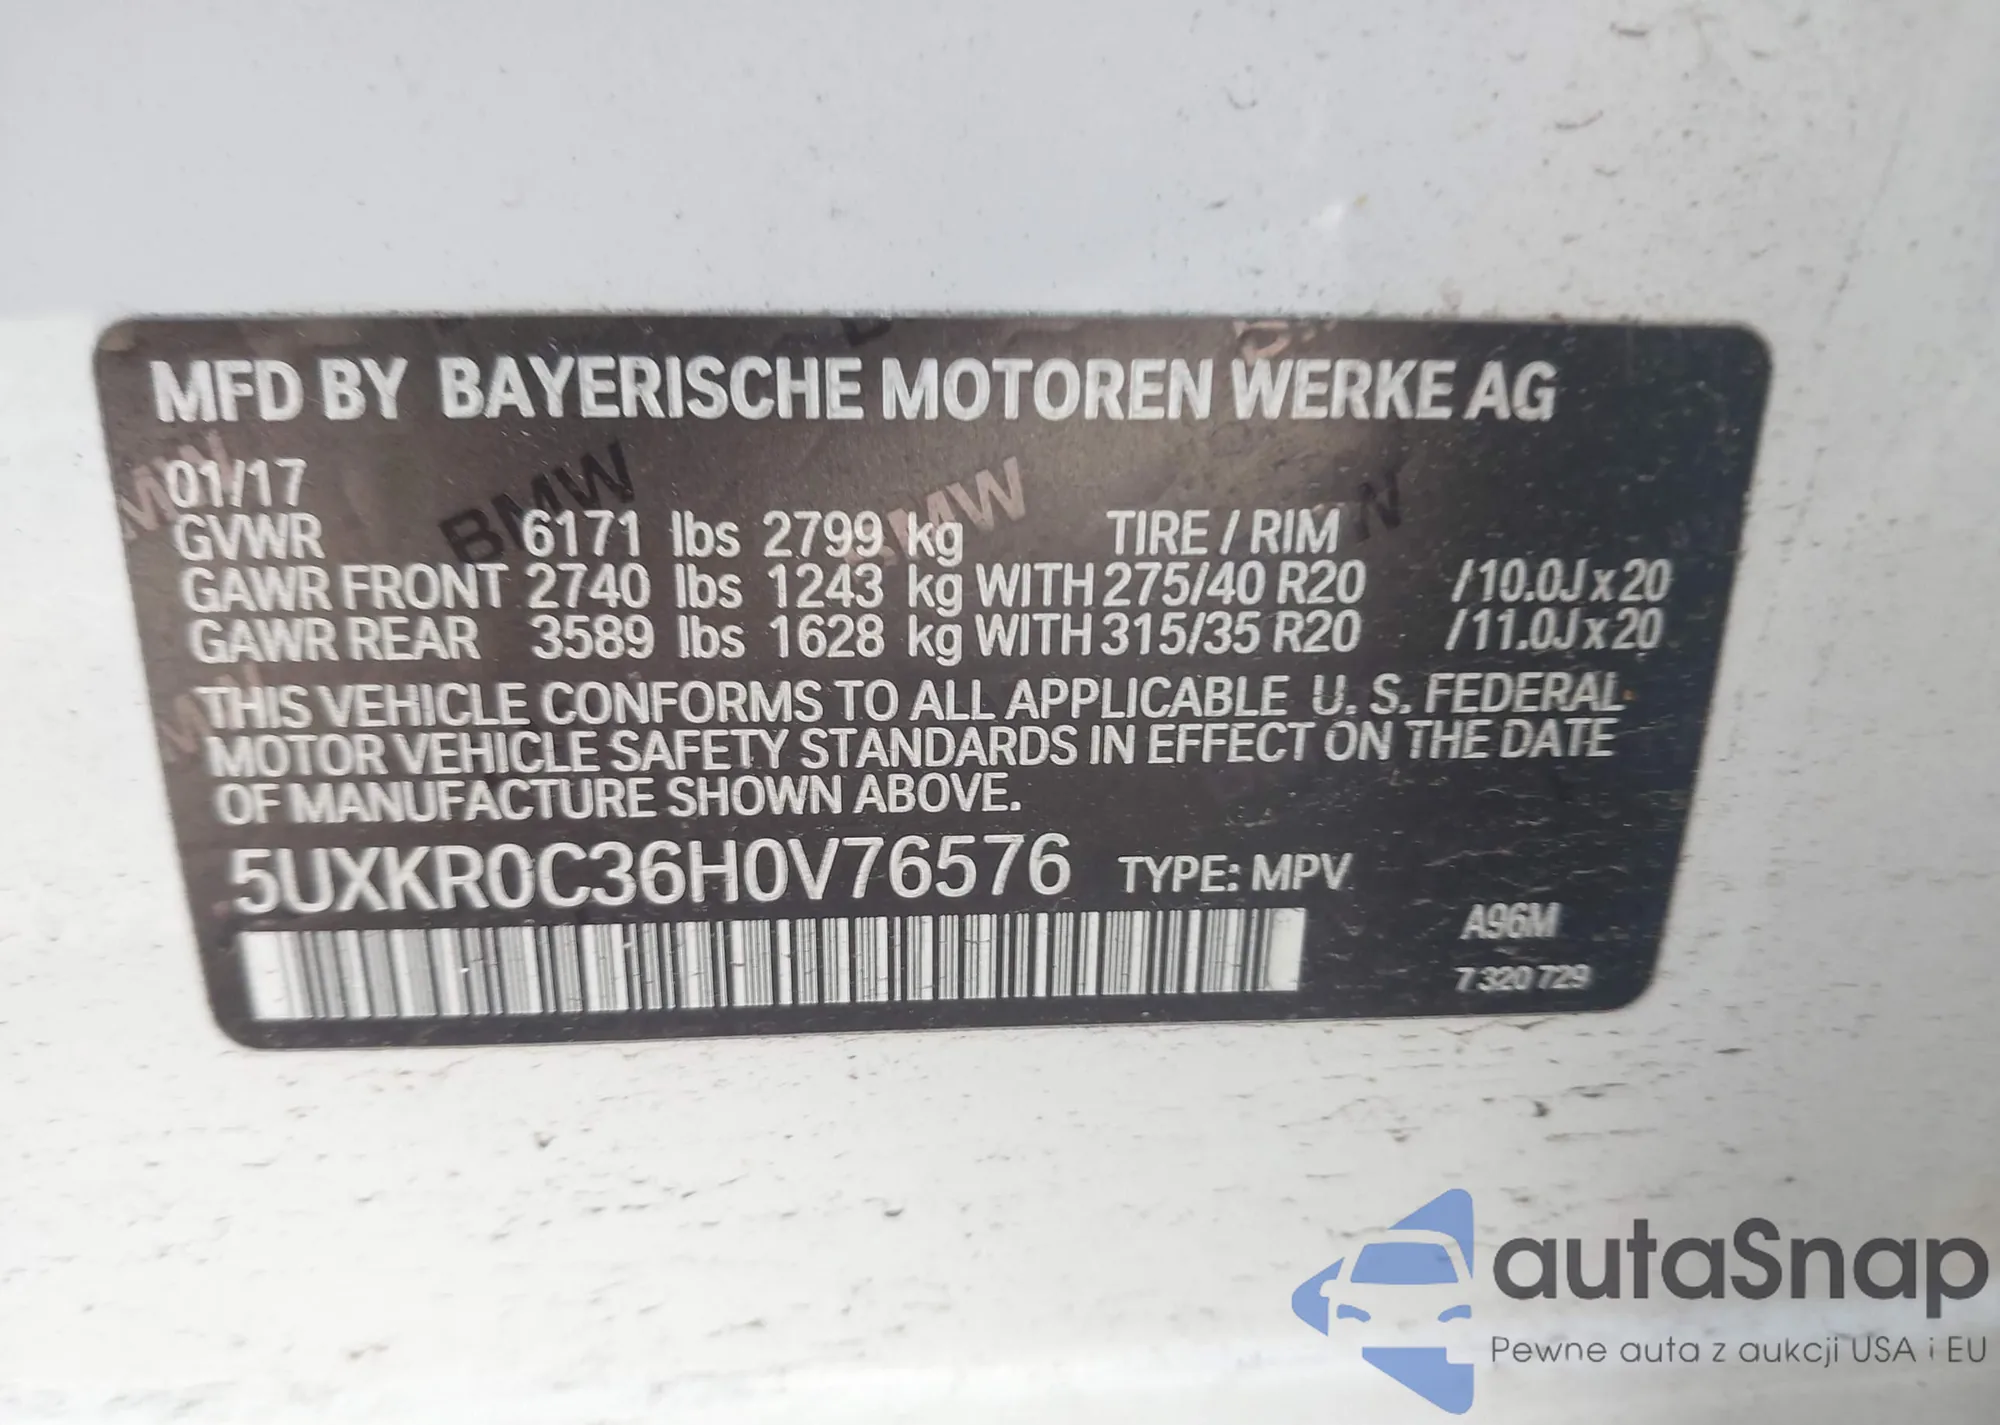 MFD BY BAYERISCHE MOTOREN WERKE AG
01/17
GVWR 6171 lbs 2799 kg TIRE / RIM
GAWR FRONT 2740 lbs 1243 kg WITH 275/40 R20 /10.0J x 20
GAWR REAR 3589 lbs 1628 kg WITH 315/35 R20 /11.0J x 20
THIS VEHICLE CONFORMS TO ALL APPLICABLE U. S. FEDERAL
MOTOR VEHICLE SAFETY STANDARDS IN EFFECT ON THE DATE
OF MANUFACTURE SHOWN ABOVE.
5UXKR0C36H0V76576 TYPE: MPV
A96M
7 320 729
BMW
BMW
autaSnap
Pewne auta z aukcji USA i EU